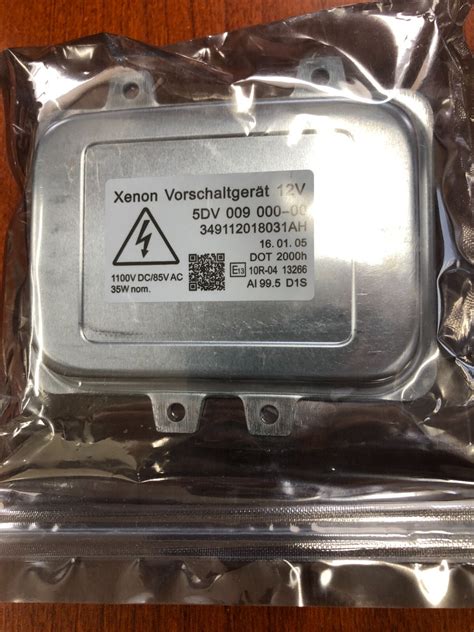 Xenon Vorschaltgerät 12V
5DV 009 000-00
349112018031AH
16. 01. 05
DOT 2000h
1100V DC/85V AC
E13 10R-04 13266
35W nom.
AI 99.5 D1S